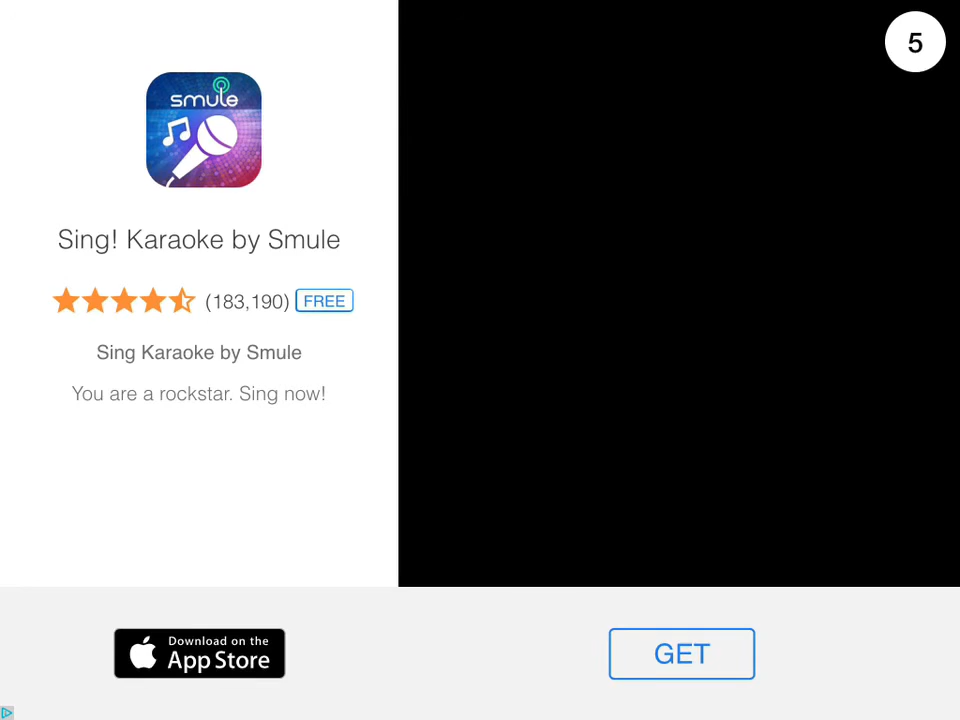 5
smule
Sing! Karaoke by Smule
(183,190) FREE
Sing Karaoke by Smule
You are a rockstar. Sing now!
Download on the
App Store
GET